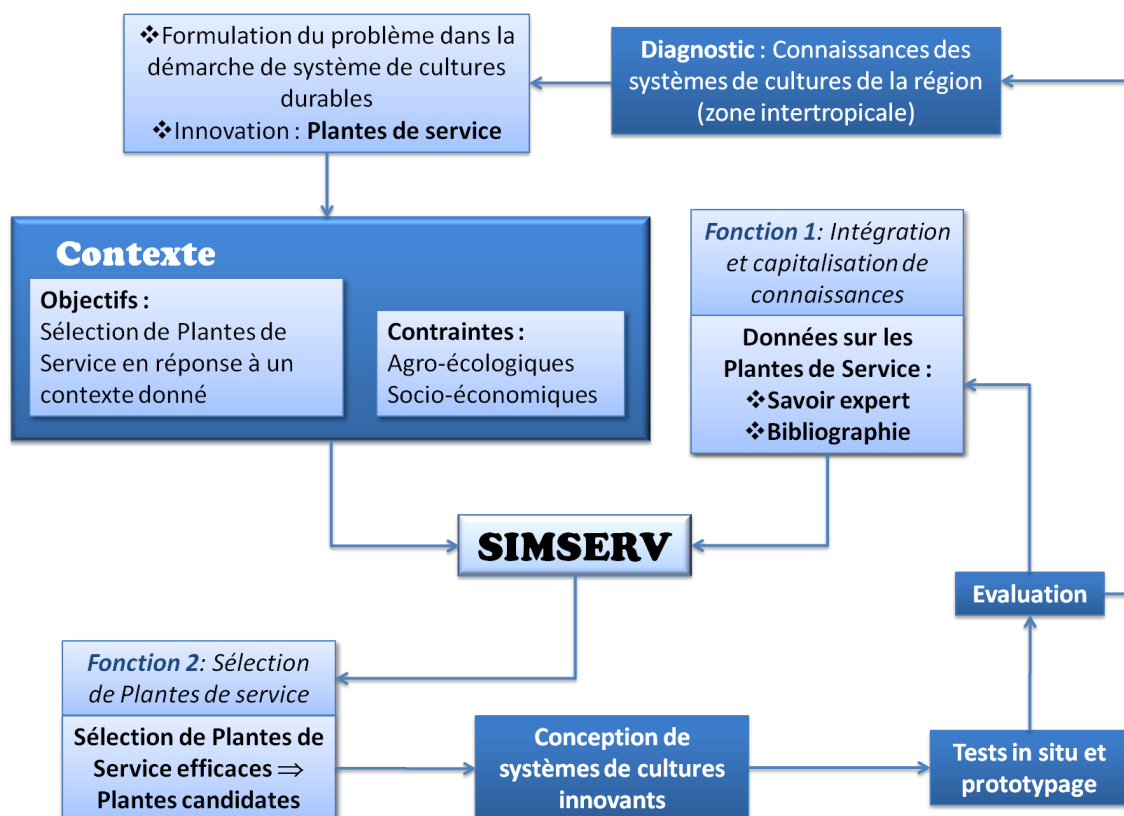 ❖Formulation du problème dans la
démarche de système de cultures
durables
❖Innovation : Plantes de service
Diagnostic : Connaissances des
systèmes de cultures de la région
(zone intertropicale)
Contexte
Objectifs :
Sélection de Plantes de
Service en réponse à un
contexte donné
Contraintes :
Agro-écologiques
Socio-économiques
Fonction 1: Intégration
et capitalisation de
connaissances
Données sur les
Plantes de Service :
❖Savoir expert
❖Bibliographie
SIMSERV
Evaluation
Fonction 2: Sélection
de Plantes de service
Sélection de Plantes de
Service efficaces ⇒
Plantes candidates
Conception de
systèmes de cultures
innovants
Tests in situ et
prototypage